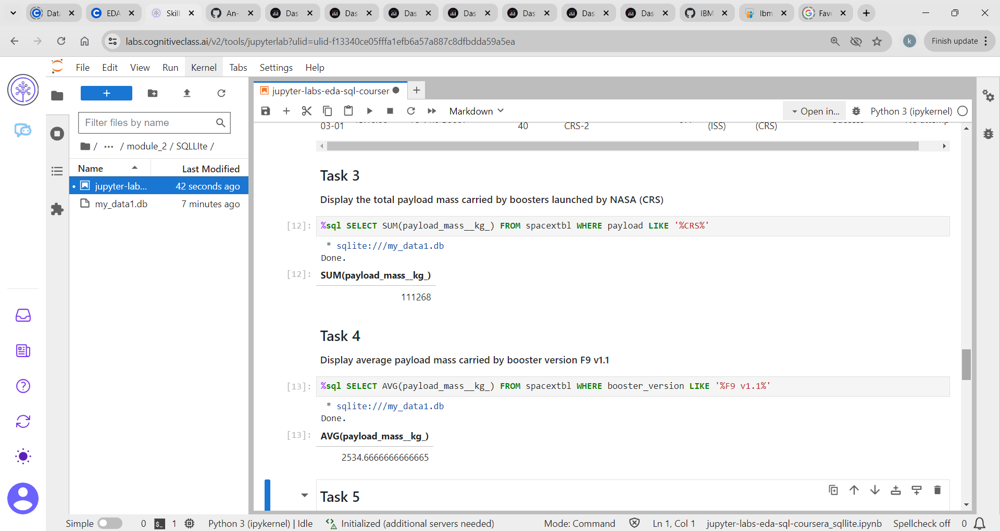 Data
EDA
Skill
An-
Das
Das
Das
Das
Das
Das
Das
IBM
Ibm
Favo
labs.cognitiveclass.ai/v2/tools/jupyterlab?ulid=ulid-f13340ce05fffa1efb6a57a887c8dfbdda59a5ea
k
Finish update
File Edit View Run Kernel Tabs Settings Help
+
Filter files by name
/ ··· / module_2 / SQLLIte /
Name Last Modified
jupyter-lab... 42 seconds ago
my_data1.db 7 minutes ago
jupyter-labs-eda-sql-courser
Markdown
Open in...
Python 3 (ipykernel)
03-01 40 CRS-2 (ISS) (CRS)
Task 3
Display the total payload mass carried by boosters launched by NASA (CRS)
[12]: %sql SELECT SUM(payload_mass__kg_) FROM spacextbl WHERE payload LIKE '%CRS%'
* sqlite:///my_data1.db
Done.
[12]: SUM(payload_mass__kg_)
111268
Task 4
Display average payload mass carried by booster version F9 v1.1
[13]: %sql SELECT AVG(payload_mass__kg_) FROM spacextbl WHERE booster_version LIKE '%F9 v1.1%'
* sqlite:///my_data1.db
Done.
[13]: AVG(payload_mass__kg_)
2534.6666666666665
Task 5
Simple 0 $_ 1 Python 3 (ipykernel) | Idle Initialized (additional servers needed) Mode: Command Ln 1, Col 1 jupyter-labs-eda-sql-coursera_sqllite.ipynb Spellcheck off 0